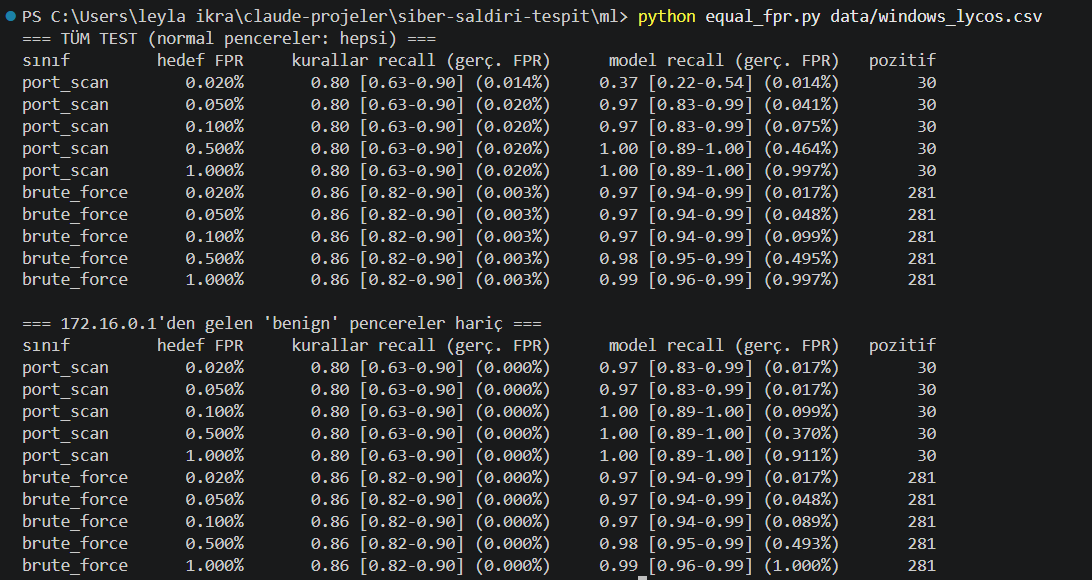 PS C:\Users\leyla ikra\claude-projeler\siber-saldiri-tespit\ml> python equal_fpr.py data/windows_lycos.csv
=== TÜM TEST (normal pencereler: hepsi) ===
sınıf hedef FPR kurallar recall (gerç. FPR) model recall (gerç. FPR) pozitif
port_scan 0.020% 0.80 [0.63-0.90] (0.014%) 0.37 [0.22-0.54] (0.014%) 30
port_scan 0.050% 0.80 [0.63-0.90] (0.020%) 0.97 [0.83-0.99] (0.041%) 30
port_scan 0.100% 0.80 [0.63-0.90] (0.020%) 0.97 [0.83-0.99] (0.075%) 30
port_scan 0.500% 0.80 [0.63-0.90] (0.020%) 1.00 [0.89-1.00] (0.464%) 30
port_scan 1.000% 0.80 [0.63-0.90] (0.020%) 1.00 [0.89-1.00] (0.997%) 30
brute_force 0.020% 0.86 [0.82-0.90] (0.003%) 0.97 [0.94-0.99] (0.017%) 281
brute_force 0.050% 0.86 [0.82-0.90] (0.003%) 0.97 [0.94-0.99] (0.048%) 281
brute_force 0.100% 0.86 [0.82-0.90] (0.003%) 0.97 [0.94-0.99] (0.099%) 281
brute_force 0.500% 0.86 [0.82-0.90] (0.003%) 0.98 [0.95-0.99] (0.495%) 281
brute_force 1.000% 0.86 [0.82-0.90] (0.003%) 0.99 [0.96-0.99] (0.997%) 281
=== 172.16.0.1'den gelen 'benign' pencereler hariç ===
sınıf hedef FPR kurallar recall (gerç. FPR) model recall (gerç. FPR) pozitif
port_scan 0.020% 0.80 [0.63-0.90] (0.000%) 0.97 [0.83-0.99] (0.017%) 30
port_scan 0.050% 0.80 [0.63-0.90] (0.000%) 0.97 [0.83-0.99] (0.017%) 30
port_scan 0.100% 0.80 [0.63-0.90] (0.000%) 1.00 [0.89-1.00] (0.099%) 30
port_scan 0.500% 0.80 [0.63-0.90] (0.000%) 1.00 [0.89-1.00] (0.370%) 30
port_scan 1.000% 0.80 [0.63-0.90] (0.000%) 1.00 [0.89-1.00] (0.911%) 30
brute_force 0.020% 0.86 [0.82-0.90] (0.000%) 0.97 [0.94-0.99] (0.017%) 281
brute_force 0.050% 0.86 [0.82-0.90] (0.000%) 0.97 [0.94-0.99] (0.048%) 281
brute_force 0.100% 0.86 [0.82-0.90] (0.000%) 0.97 [0.94-0.99] (0.089%) 281
brute_force 0.500% 0.86 [0.82-0.90] (0.000%) 0.98 [0.95-0.99] (0.493%) 281
brute_force 1.000% 0.86 [0.82-0.90] (0.000%) 0.99 [0.96-0.99] (1.000%) 281